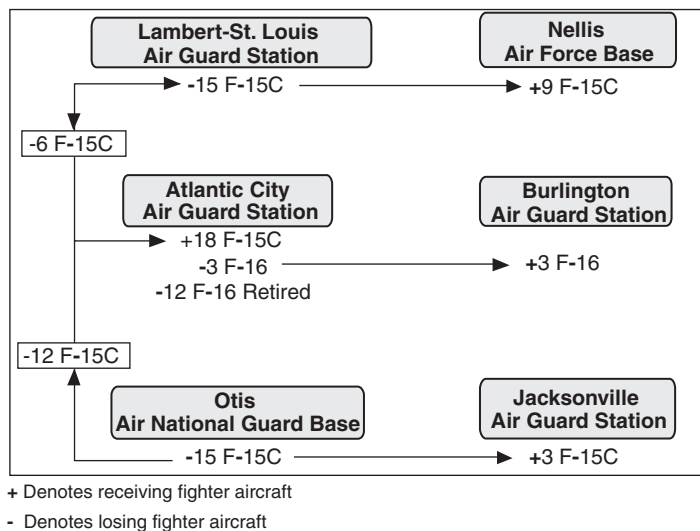 Lambert-St. Louis
Air Guard Station
Nellis
Air Force Base
-15 F-15C
+9 F-15C
-6 F-15C
Atlantic City
Air Guard Station
Burlington
Air Guard Station
+18 F-15C
-3 F-16
+3 F-16
-12 F-16 Retired
-12 F-15C
Otis
Air National Guard Base
Jacksonville
Air Guard Station
-15 F-15C
+3 F-15C
+ Denotes receiving fighter aircraft
- Denotes losing fighter aircraft